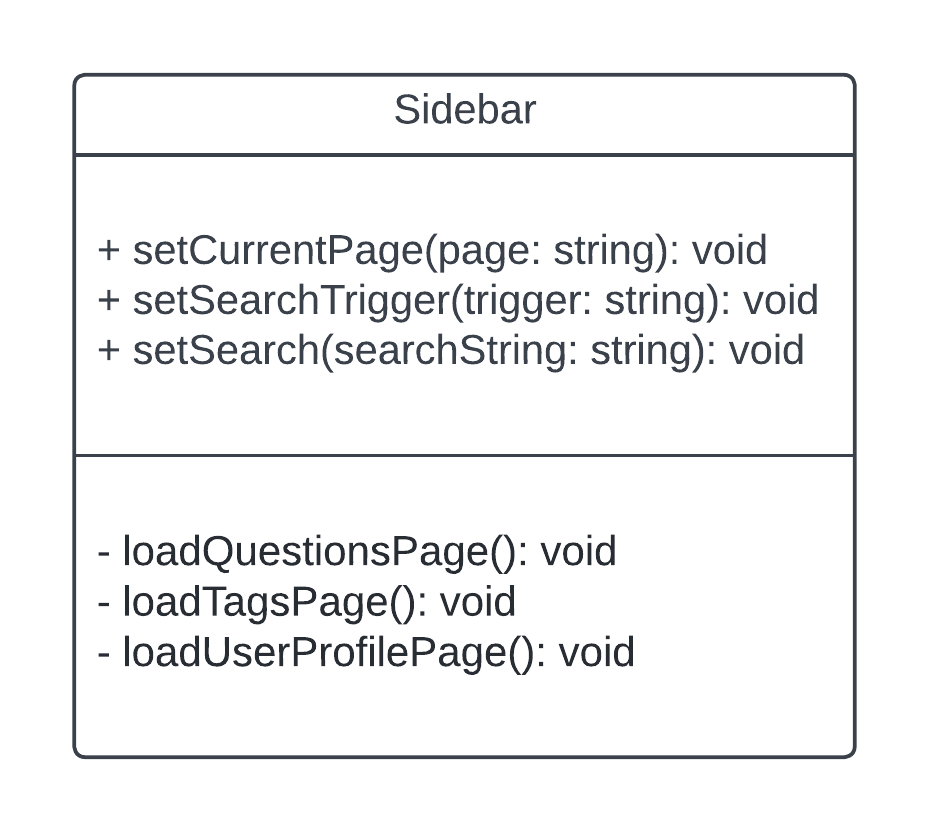 Sidebar
+ setCurrentPage(page: string): void
+ setSearchTrigger(trigger: string): void
+ setSearch(searchString: string): void
- loadQuestionsPage(): void
- loadTagsPage(): void
- loadUserProfilePage(): void